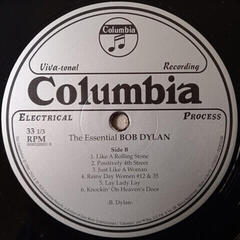 Columbia
Viva-tonal Recording
Columbia
ELECTRICAL PROCESS
33 1/3
RPM
The Essential BOB DYLAN
Side B
1. Like A Rolling Stone
2. Positively 4th Street
3. Just Like A Woman
4. Rainy Day Women #12 & 35
5. Lay Lady Lay
6. Knockin' On Heaven's Door
-B. Dylan-